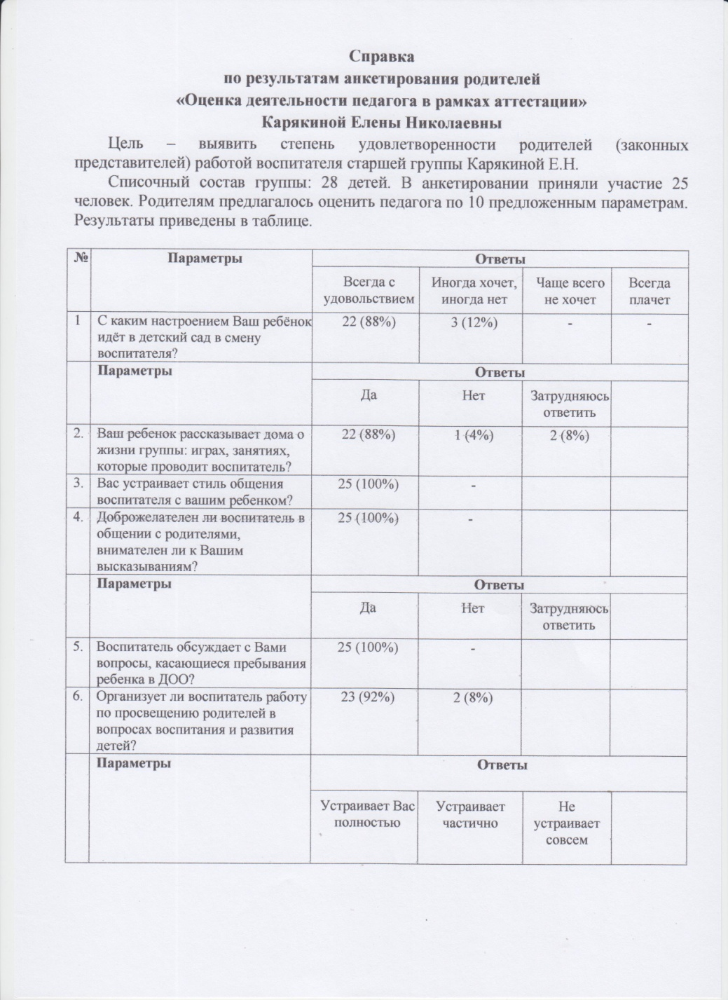 Справка
по результатам анкетирования родителей
«Оценка деятельности педагога в рамках аттестации»
Карякиной Елены Николаевны
Цель – выявить степень удовлетворенности родителей (законных
представителей) работой воспитателя старшей группы Карякиной Е.Н.
Списочный состав группы: 28 детей. В анкетировании приняли участие 25
человек. Родителям предлагалось оценить педагога по 10 предложенным параметрам.
Результаты приведены в таблице.
№ Параметры Ответы
Всегда с Иногда хочет, Чаще всего Всегда
удовольствием иногда нет не хочет плачет
1 С каким настроением Ваш ребёнок 22 (88%) 3 (12%) - -
идёт в детский сад в смену
воспитателя?
Параметры Ответы
Да Нет Затрудняюсь
ответить
2. Ваш ребенок рассказывает дома о 22 (88%) 1 (4%) 2 (8%)
жизни группы: играх, занятиях,
которые проводит воспитатель?
3. Вас устраивает стиль общения 25 (100%) -
воспитателя с вашим ребенком?
4. Доброжелателен ли воспитатель в 25 (100%) -
общении с родителями,
внимателен ли к Вашим
высказываниям?
Параметры Ответы
Да Нет Затрудняюсь
ответить
5. Воспитатель обсуждает с Вами 25 (100%) -
вопросы, касающиеся пребывания
ребенка в ДОО?
6. Организует ли воспитатель работу 23 (92%) 2 (8%)
по просвещению родителей в
вопросах воспитания и развития
детей?
Параметры Ответы
Устраивает Вас Устраивает Не
полностью частично устраивает
совсем